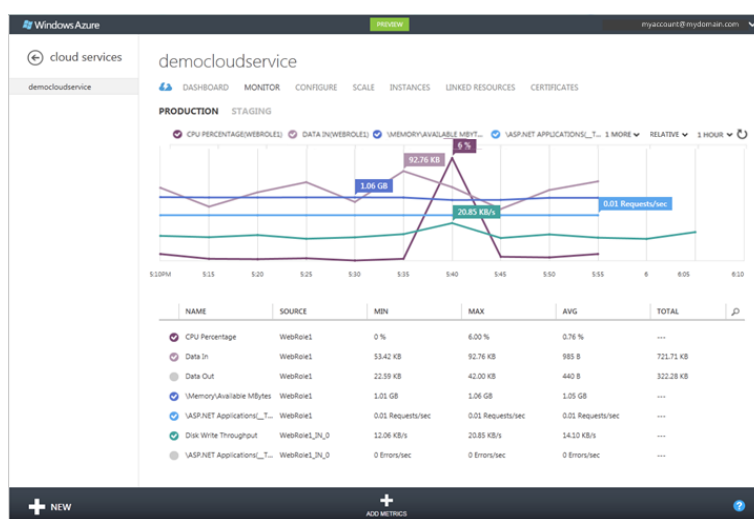 Windows Azure PREVIEW myaccount@mydomain.com
cloud services
democloudservice
democloudservice
DASHBOARD MONITOR CONFIGURE SCALE INSTANCES LINKED RESOURCES CERTIFICATES
PRODUCTION STAGING
CPU PERCENTAGE(WEBROLE1) DATA IN(WEBROLE1) \MEMORY\AVAILABLE MBYT... \ASP.NET APPLICATIONS(__T... 1 MORE RELATIVE 1 HOUR
6 %
92.76 KB
1.06 GB
0.01 Requests/sec
20.85 KB/s
5:10PM 5:15 5:20 5:25 5:30 5:35 5:40 5:45 5:50 5:55 6 6:05 6:10
NAME SOURCE MIN MAX AVG TOTAL
CPU Percentage WebRole1 0 % 6.00 % 0.76 % ---
Data In WebRole1 53.42 KB 92.76 KB 985 B 721.71 KB
Data Out WebRole1 22.59 KB 42.00 KB 440 B 322.28 KB
\Memory\Available MBytes WebRole1 1.01 GB 1.06 GB 1.05 GB ---
\ASP.NET Applications(__T... WebRole1 0.01 Requests/sec 0.01 Requests/sec 0.01 Requests/sec ---
Disk Write Throughput WebRole1_IN_0 12.06 KB/s 20.85 KB/s 14.10 KB/s ---
\ASP.NET Applications(__T... WebRole1_IN_0 0 Errors/sec 0 Errors/sec 0 Errors/sec ---
NEW ADD METRICS ?